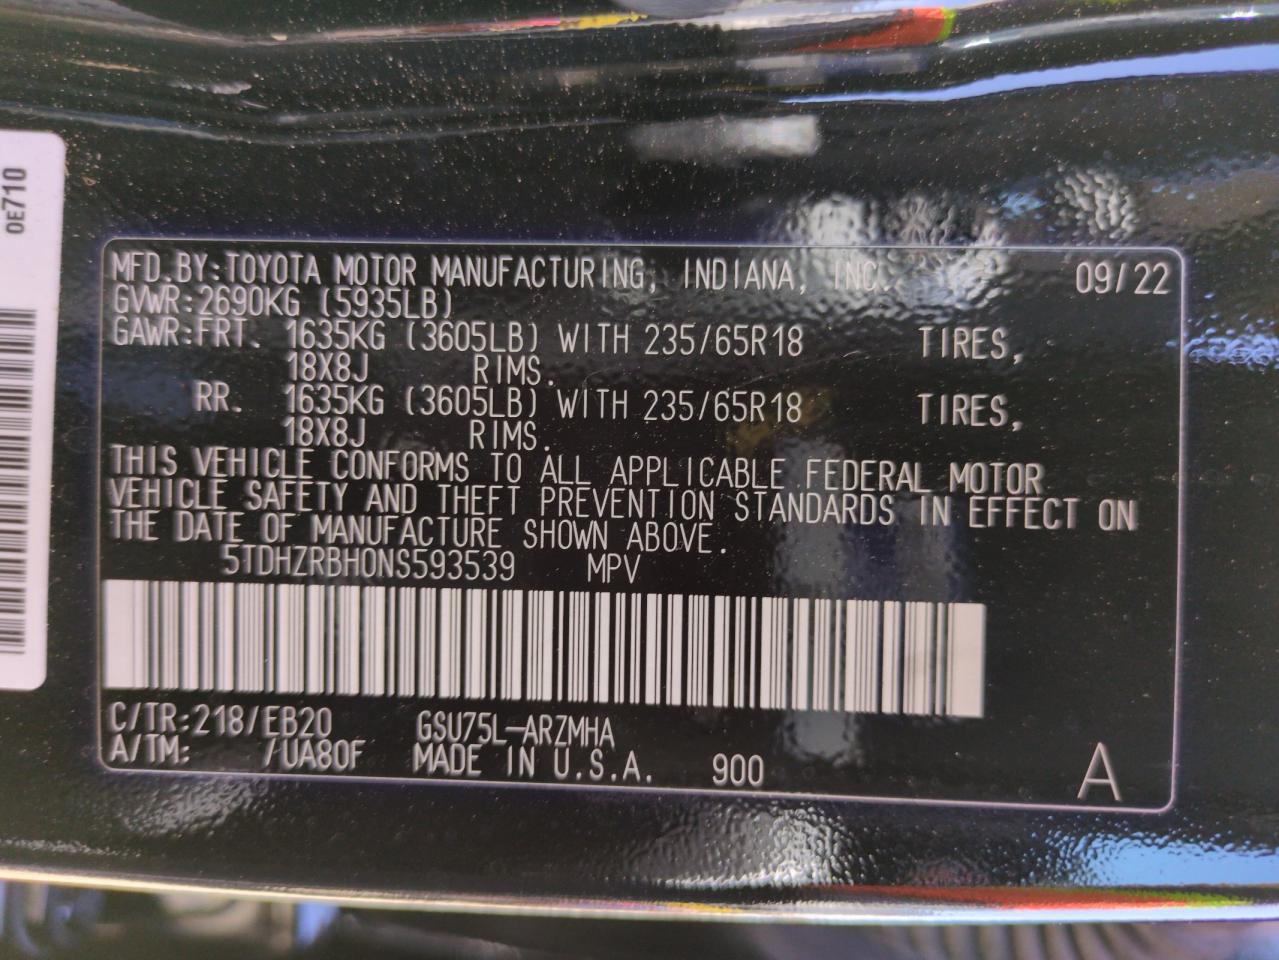 0E710
MFD.BY:TOYOTA MOTOR MANUFACTURING, INDIANA, INC. 09/22
GVWR:2690KG (5935LB)
GAWR:FRT. 1635KG (3605LB) WITH 235/65R18 TIRES,
18X8J RIMS.
RR. 1635KG (3605LB) WITH 235/65R18 TIRES,
18X8J RIMS.
THIS VEHICLE CONFORMS TO ALL APPLICABLE FEDERAL MOTOR
VEHICLE SAFETY AND THEFT PREVENTION STANDARDS IN EFFECT ON
THE DATE OF MANUFACTURE SHOWN ABOVE.
5TDHZRBH0NS593539 MPV
C/TR:218/EB20 GSU75L-ARZMHA
A/TM: /UA80F MADE IN U.S.A. 900 A